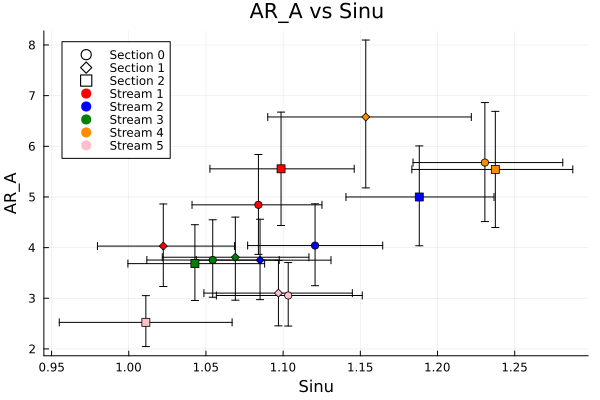 AR_A vs Sinu
8
7
6
5
4
3
2
AR_A
Section 0
Section 1
Section 2
Stream 1
Stream 2
Stream 3
Stream 4
Stream 5
0.95 1.00 1.05 1.10 1.15 1.20 1.25
Sinu